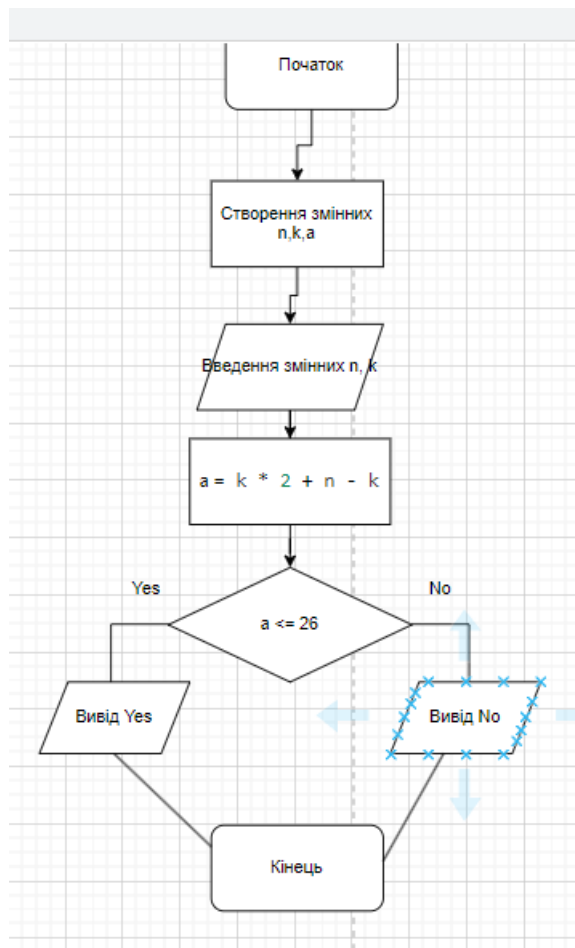 Початок
Створення змінних
n,k,a
Введення змінних n, k
a = k * 2 + n - k
Yes
No
a <= 26
Вивід Yes
Вивід No
Кінець